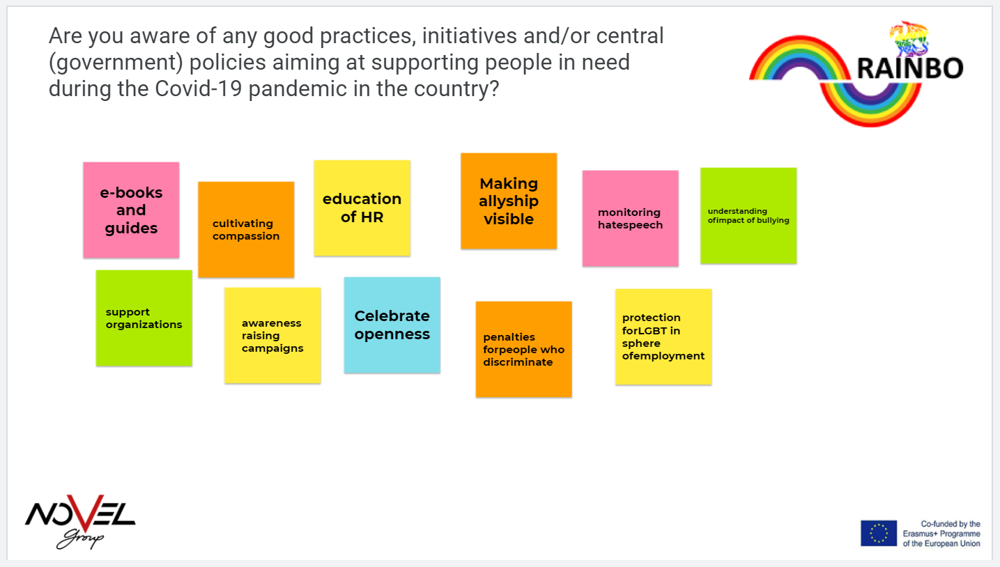 Are you aware of any good practices, initiatives and/or central
(government) policies aiming at supporting people in need
during the Covid-19 pandemic in the country?
RAINBO
e-books
and
guides
cultivating
compassion
education
of HR
Making
allyship
visible
monitoring
hatespeech
understanding
ofimpact of bullying
support
organizations
awareness
raising
campaigns
Celebrate
openness
penalties
forpeople who
discriminate
protection
forLGBT in
sphere
ofemployment
NOVEL
Group
Co-funded by the
Erasmus+ Programme
of the European Union